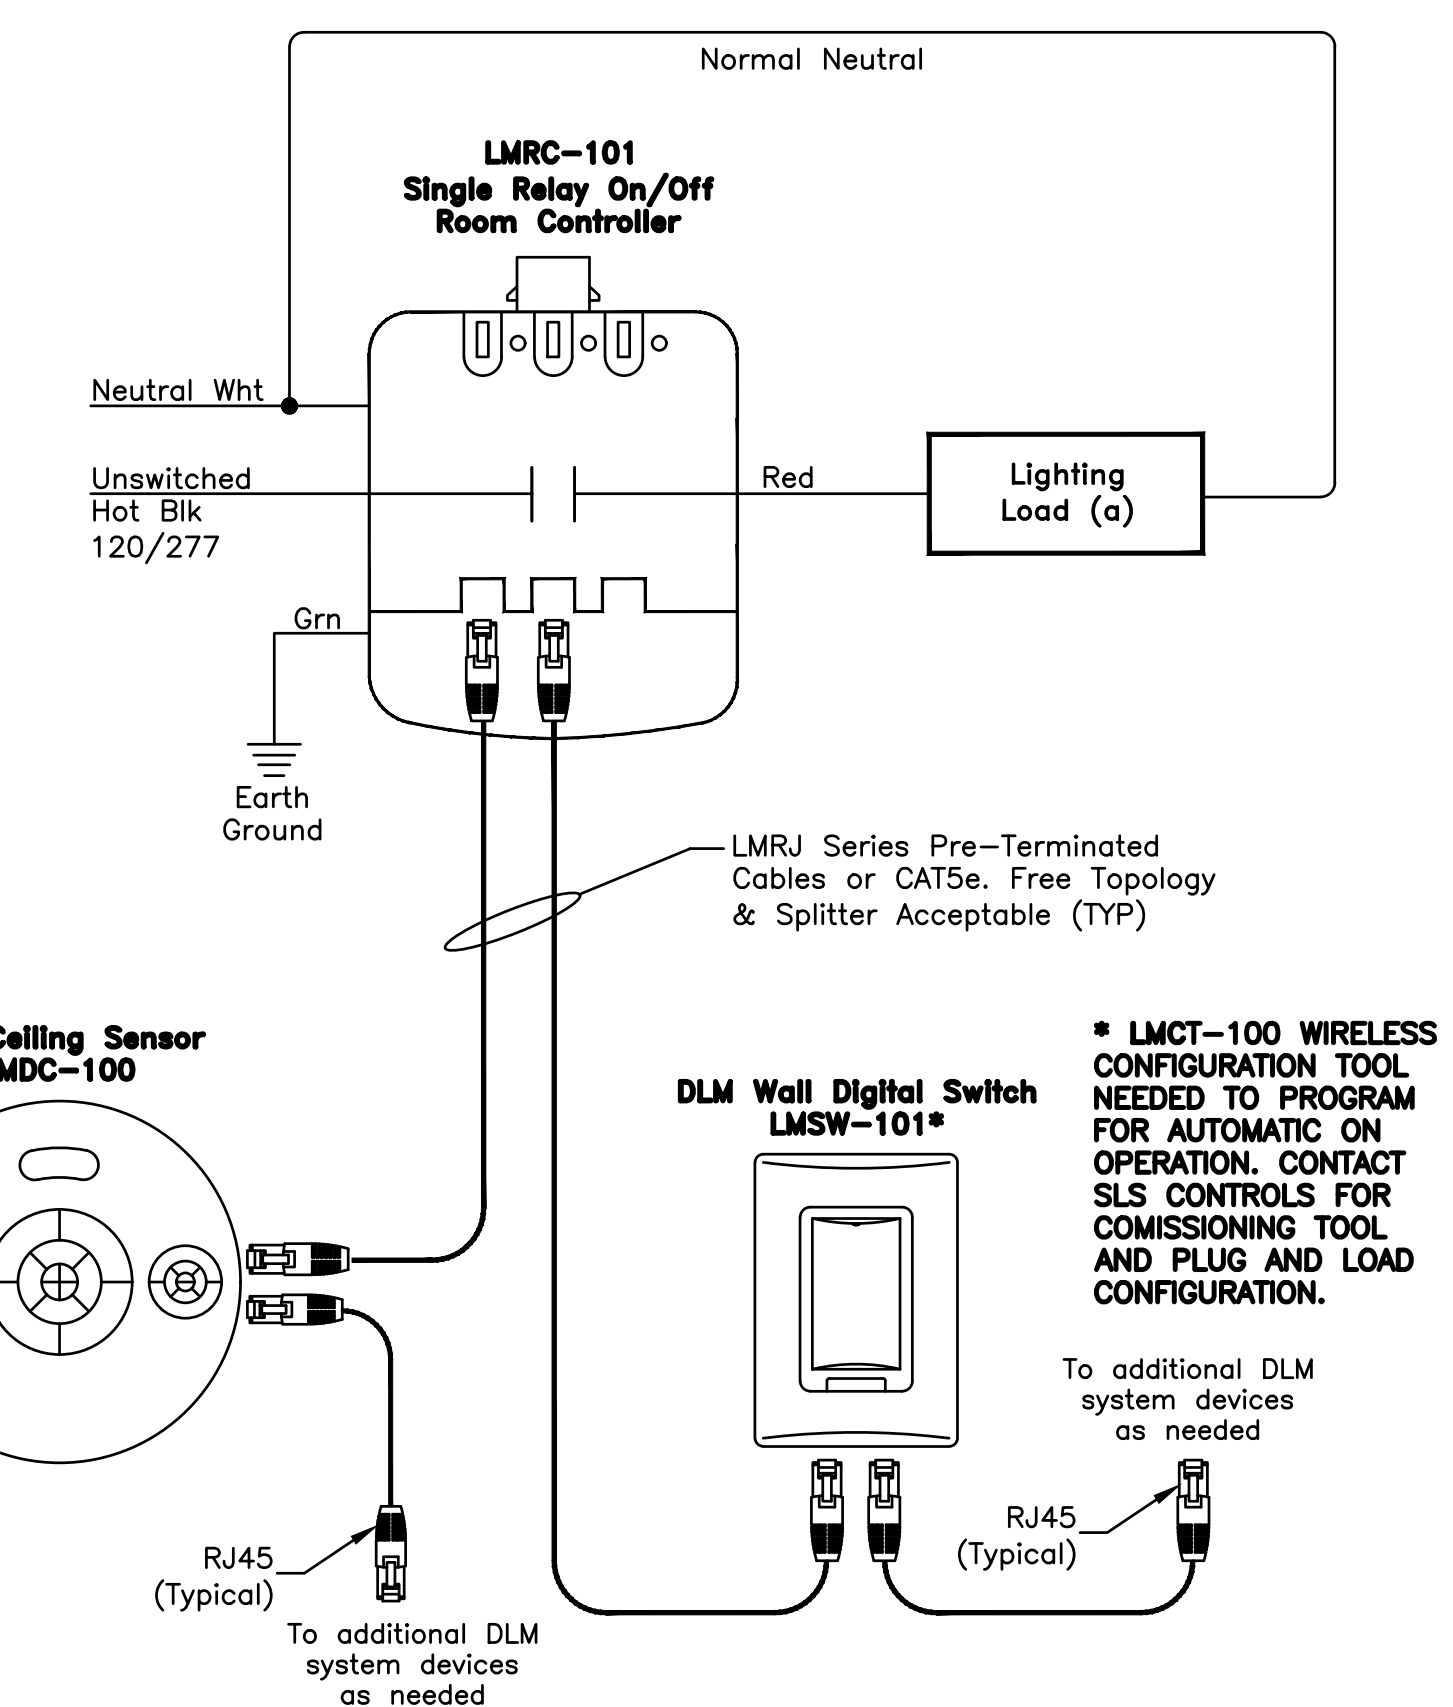 Normal Neutral
LMRC-101
Single Relay On/Off
Room Controller
Neutral Wht
Unswitched
Hot Blk
120/277
Red
Lighting
Load (a)
Grn
Earth
Ground
LMRJ Series Pre-Terminated
Cables or CAT5e. Free Topology
& Splitter Acceptable (TYP)
Ceiling Sensor
MDC-100
DLM Wall Digital Switch
LMSW-101*
* LMCT-100 WIRELESS
CONFIGURATION TOOL
NEEDED TO PROGRAM
FOR AUTOMATIC ON
OPERATION. CONTACT
SLS CONTROLS FOR
COMISSIONING TOOL
AND PLUG AND LOAD
CONFIGURATION.
To additional DLM
system devices
as needed
RJ45
(Typical)
RJ45
(Typical)
To additional DLM
system devices
as needed